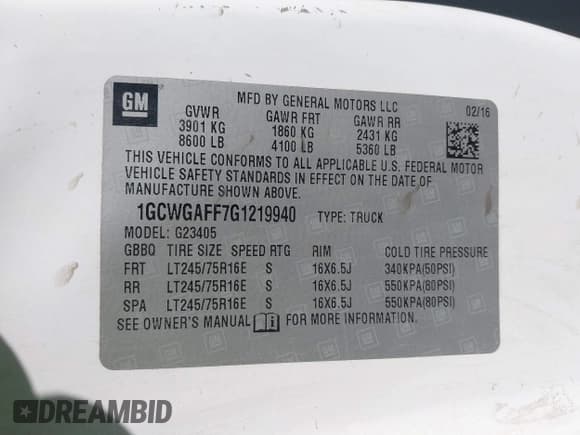 GM
MFD BY GENERAL MOTORS LLC
02/16
GVWR GAWR FRT GAWR RR
3901 KG 1860 KG 2431 KG
8600 LB 4100 LB 5360 LB
THIS VEHICLE CONFORMS TO ALL APPLICABLE U.S. FEDERAL MOTOR
VEHICLE SAFETY STANDARDS IN EFFECT ON THE DATE OF
MANUFACTURE SHOWN ABOVE.
1GCWGAFF7G1219940 TYPE: TRUCK
MODEL: G23405
GBBQ TIRE SIZE SPEED RTG RIM COLD TIRE PRESSURE
FRT LT245/75R16E S 16X6.5J 340KPA(50PSI)
RR LT245/75R16E S 16X6.5J 550KPA(80PSI)
SPA LT245/75R16E S 16X6.5J 550KPA(80PSI)
SEE OWNER'S MANUAL FOR MORE INFORMATION.
DREAMBID